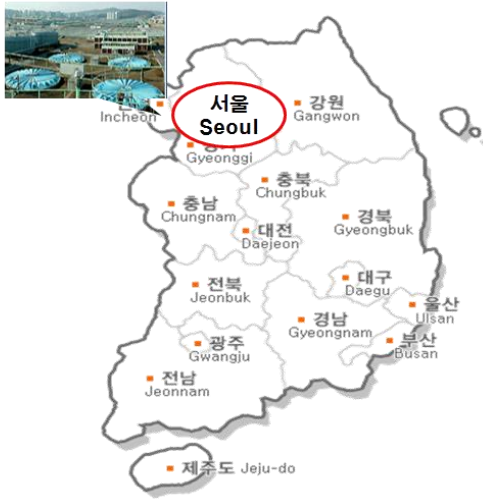 서울
Seoul
강원
Gangwon
Incheon
Gyeonggi
충북
Chungbuk
충남
Chungnam
경북
Gyeongbuk
대전
Daejeon
전북
Jeonbuk
대구
Daegu
울산
Ulsan
경남
Gyeongnam
광주
Gwangju
부산
Busan
전남
Jeonnam
제주도 Jeju-do